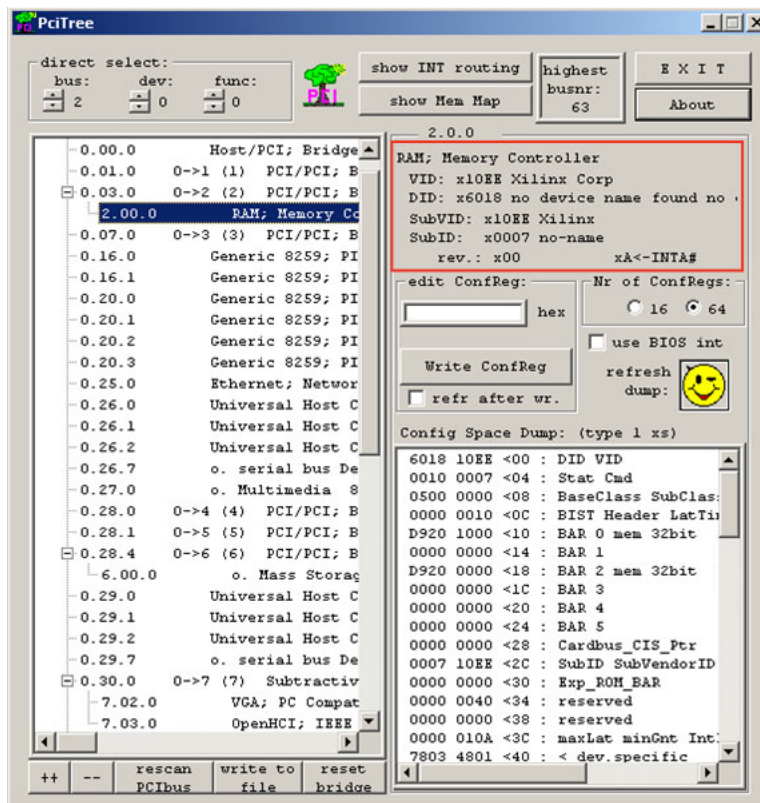 PciTree
direct select:
bus: dev: func:
2 0 0
PCI
show INT routing
show Mem Map
highest
busnr:
63
E X I T
About
0.00.0 Host/PCI; Bridge
0.01.0 0->1 (1) PCI/PCI; B
0.03.0 0->2 (2) PCI/PCI; B
2.00.0 RAM; Memory Co
0.07.0 0->3 (3) PCI/PCI; B
0.16.0 Generic 8259; PI
0.16.1 Generic 8259; PI
0.20.0 Generic 8259; PI
0.20.1 Generic 8259; PI
0.20.2 Generic 8259; PI
0.20.3 Generic 8259; PI
0.25.0 Ethernet; Networ
0.26.0 Universal Host C
0.26.1 Universal Host C
0.26.2 Universal Host C
0.26.7 o. serial bus De
0.27.0 o. Multimedia 8
0.28.0 0->4 (4) PCI/PCI; B
0.28.1 0->5 (5) PCI/PCI; B
0.28.4 0->6 (6) PCI/PCI; B
6.00.0 o. Mass Storag
0.29.0 Universal Host C
0.29.1 Universal Host C
0.29.2 Universal Host C
0.29.7 o. serial bus De
0.30.0 0->7 (7) Subtractiv
7.02.0 VGA; PC Compat
7.03.0 OpenHCI; IEEE
++
--
rescan
PCIbus
write to
file
reset
bridge
2.0.0
RAM; Memory Controller
VID: x10EE Xilinx Corp
DID: x6018 no device name found no
SubVID: x10EE Xilinx
SubID: x0007 no-name
rev.: x00 xA<-INTA#
edit ConfReg:
hex
Write ConfReg
refr after wr.
Nr of ConfRegs:
16 64
use BIOS int
refresh
dump:
Config Space Dump: (type 1 xs)
6018 10EE <00 : DID VID
0010 0007 <04 : Stat Cmd
0500 0000 <08 : BaseClass SubClas
0000 0010 <0C : BIST Header LatTi
D920 1000 <10 : BAR 0 mem 32bit
0000 0000 <14 : BAR 1
D920 0000 <18 : BAR 2 mem 32bit
0000 0000 <1C : BAR 3
0000 0000 <20 : BAR 4
0000 0000 <24 : BAR 5
0000 0000 <28 : Cardbus_CIS_Ptr
0007 10EE <2C : SubID SubVendorID
0000 0000 <30 : Exp_ROM_BAR
0000 0040 <34 : reserved
0000 0000 <38 : reserved
0000 010A <3C : maxLat minGnt Int
7803 4801 <40 : < dev.specific